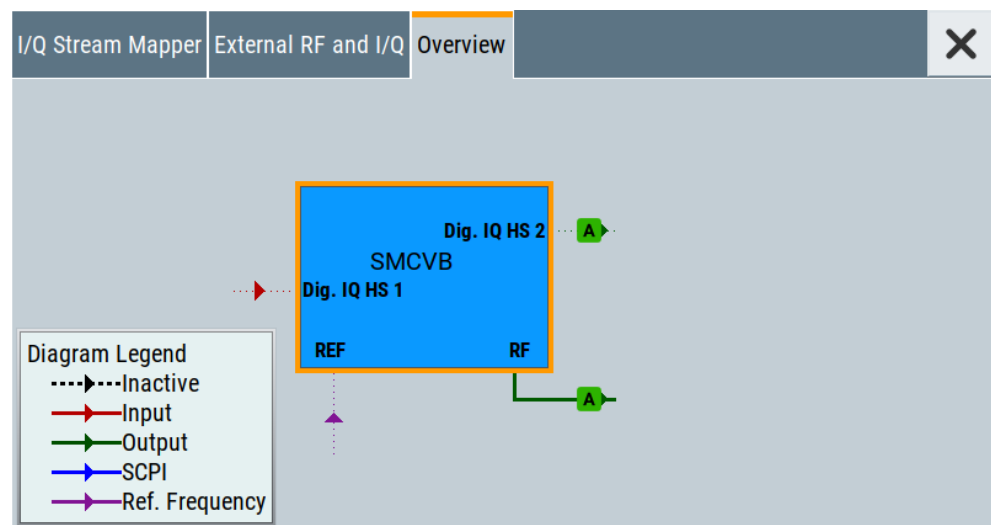 I/Q Stream Mapper External RF and I/Q Overview
Dig. IQ HS 2 A
SMCVB
Dig. IQ HS 1
REF RF
A
Diagram Legend
Inactive
Input
Output
SCPI
Ref. Frequency